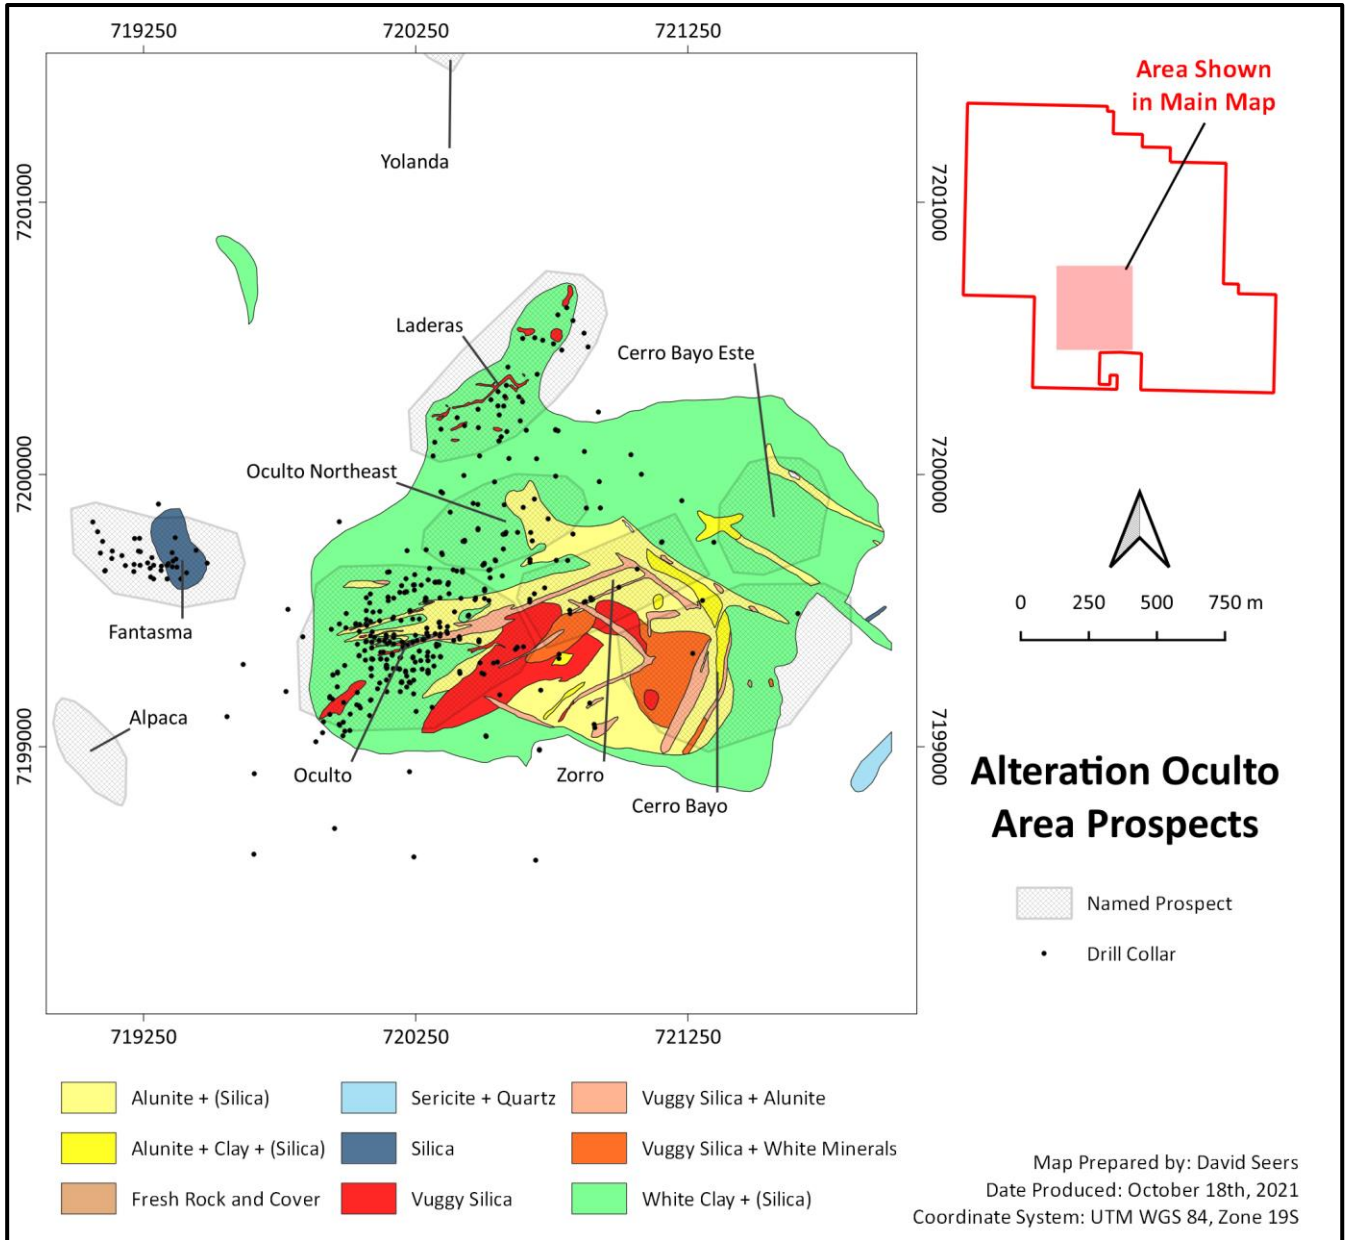 719250
720250
721250
Area Shown
in Main Map
Yolanda
7201000
7201000
Laderas
Cerro Bayo Este
Oculto Northeast
7200000
7200000
0 250 500 750 m
Fantasma
Alpaca
7199000
7199000
Oculto
Zorro
Cerro Bayo
Alteration Oculto
Area Prospects
Named Prospect
Drill Collar
719250
720250
721250
Alunite + (Silica)
Sericite + Quartz
Vuggy Silica + Alunite
Alunite + Clay + (Silica)
Silica
Vuggy Silica + White Minerals
Fresh Rock and Cover
Vuggy Silica
White Clay + (Silica)
Map Prepared by: David Seers
Date Produced: October 18th, 2021
Coordinate System: UTM WGS 84, Zone 19S